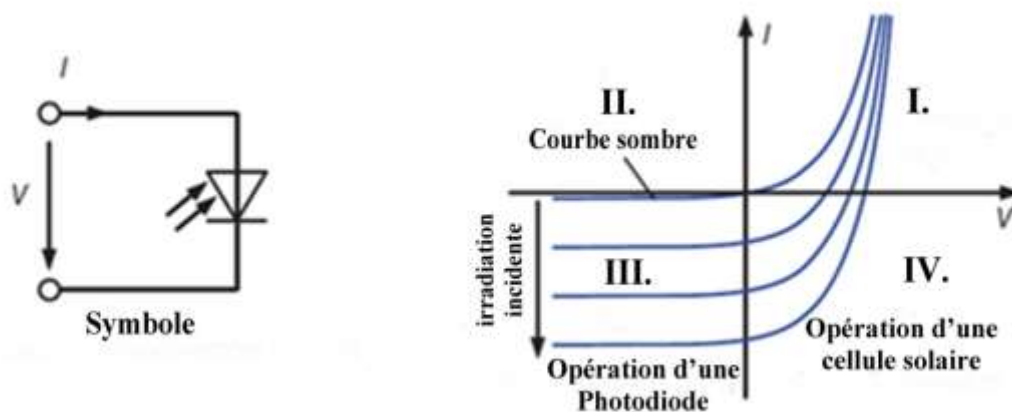 I
V
Symbole
I
II.
I.
Courbe sombre
V
irradiation
incidente
III.
IV.
Opération d'une
Photodiode
Opération d'une
cellule solaire